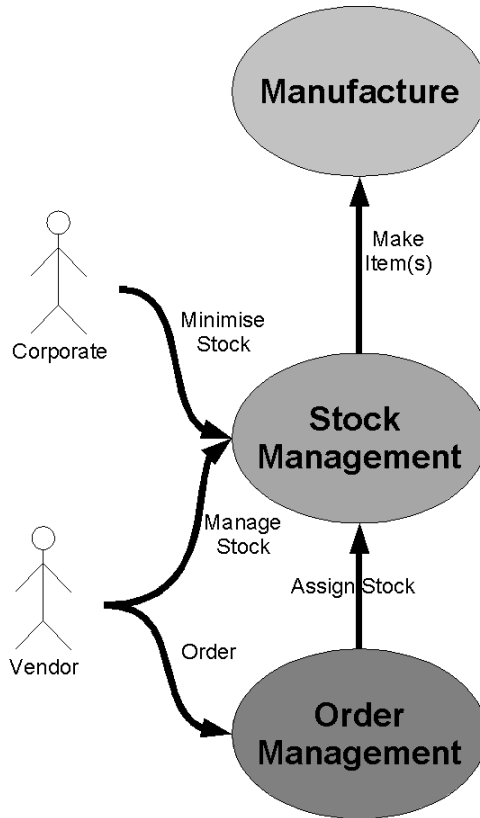 Manufacture
Make
Item(s)
Minimise
Stock
Corporate
Stock
Management
Manage
Stock
Assign Stock
Order
Vendor
Order
Management